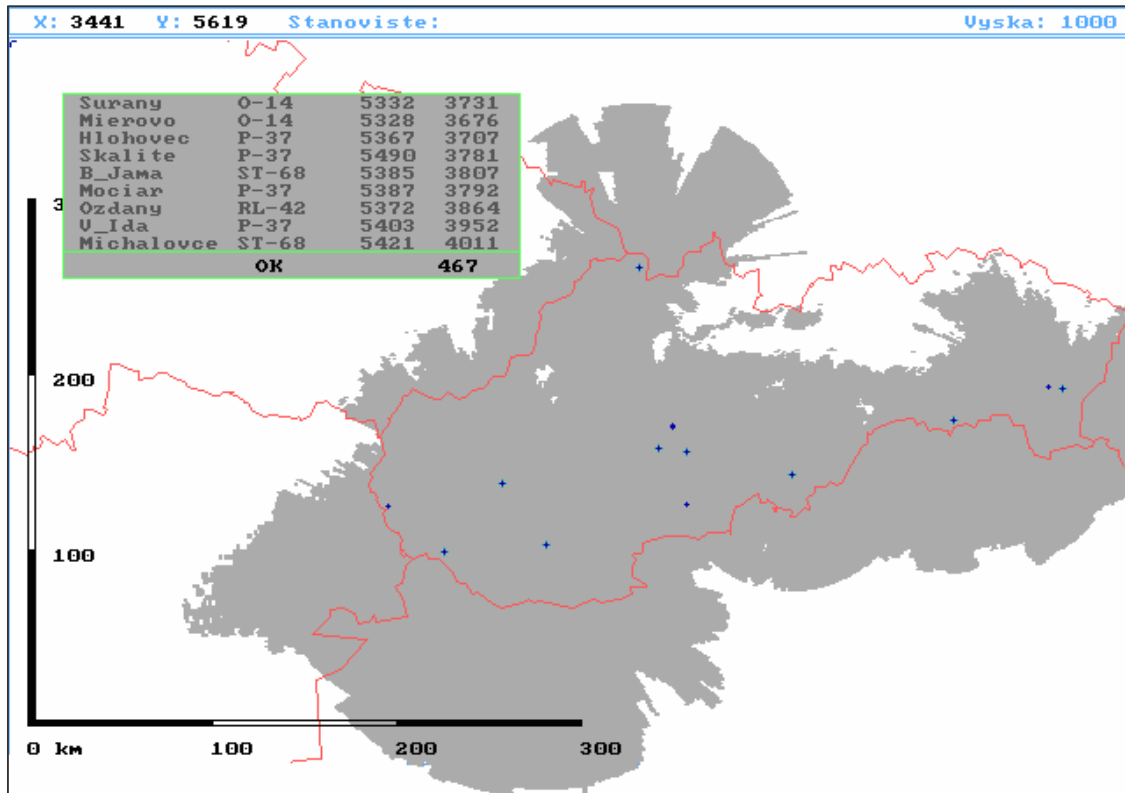 X: 3441 Y: 5619 Stanoviste: Vyska: 1000
Surany O-14 5332 3731
Mierovo O-14 5328 3676
Hlohovec P-37 5367 3707
Skalite P-37 5490 3781
B_Jama ST-68 5385 3807
Mociar P-37 5387 3792
Ozdany RL-42 5372 3864
V_Ida P-37 5403 3952
Michalovce ST-68 5421 4011
OK 467
200
100
0 km 100 200 300